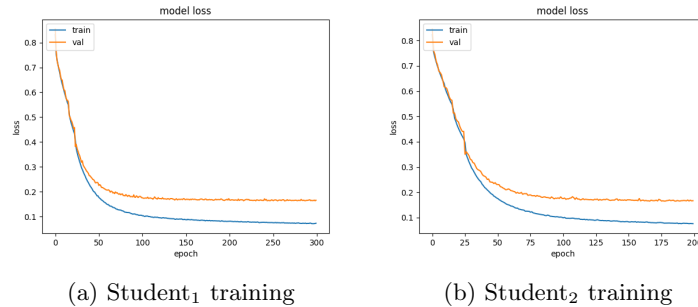 model loss
train
val
0.8
0.7
0.6
0.5
0.4
0.3
0.2
0.1
loss
0 50 100 150 200 250 300
epoch
(a) Student₁ training
model loss
train
val
0.8
0.7
0.6
0.5
0.4
0.3
0.2
0.1
loss
0 25 50 75 100 125 150 175 200
epoch
(b) Student₂ training